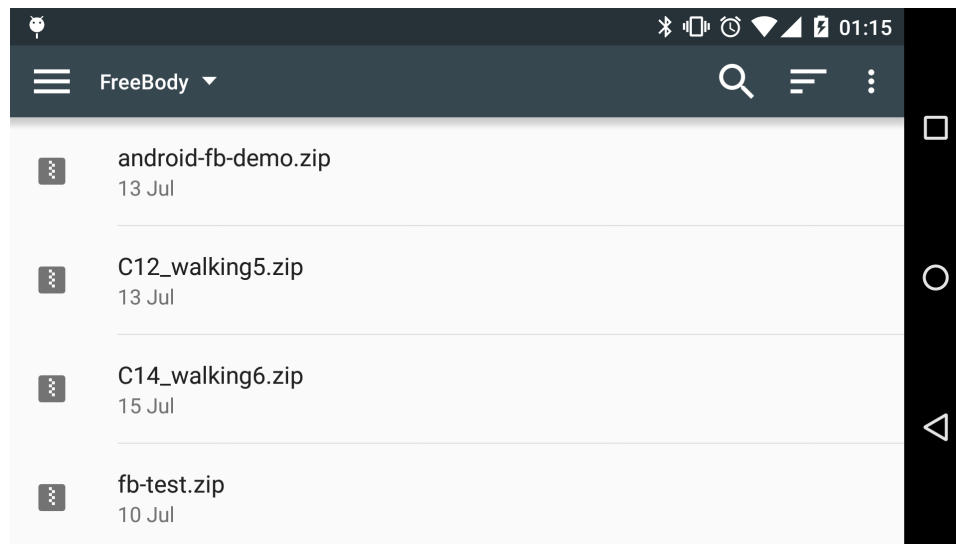 01:15
FreeBody
android-fb-demo.zip
13 Jul
C12_walking5.zip
13 Jul
C14_walking6.zip
15 Jul
fb-test.zip
10 Jul